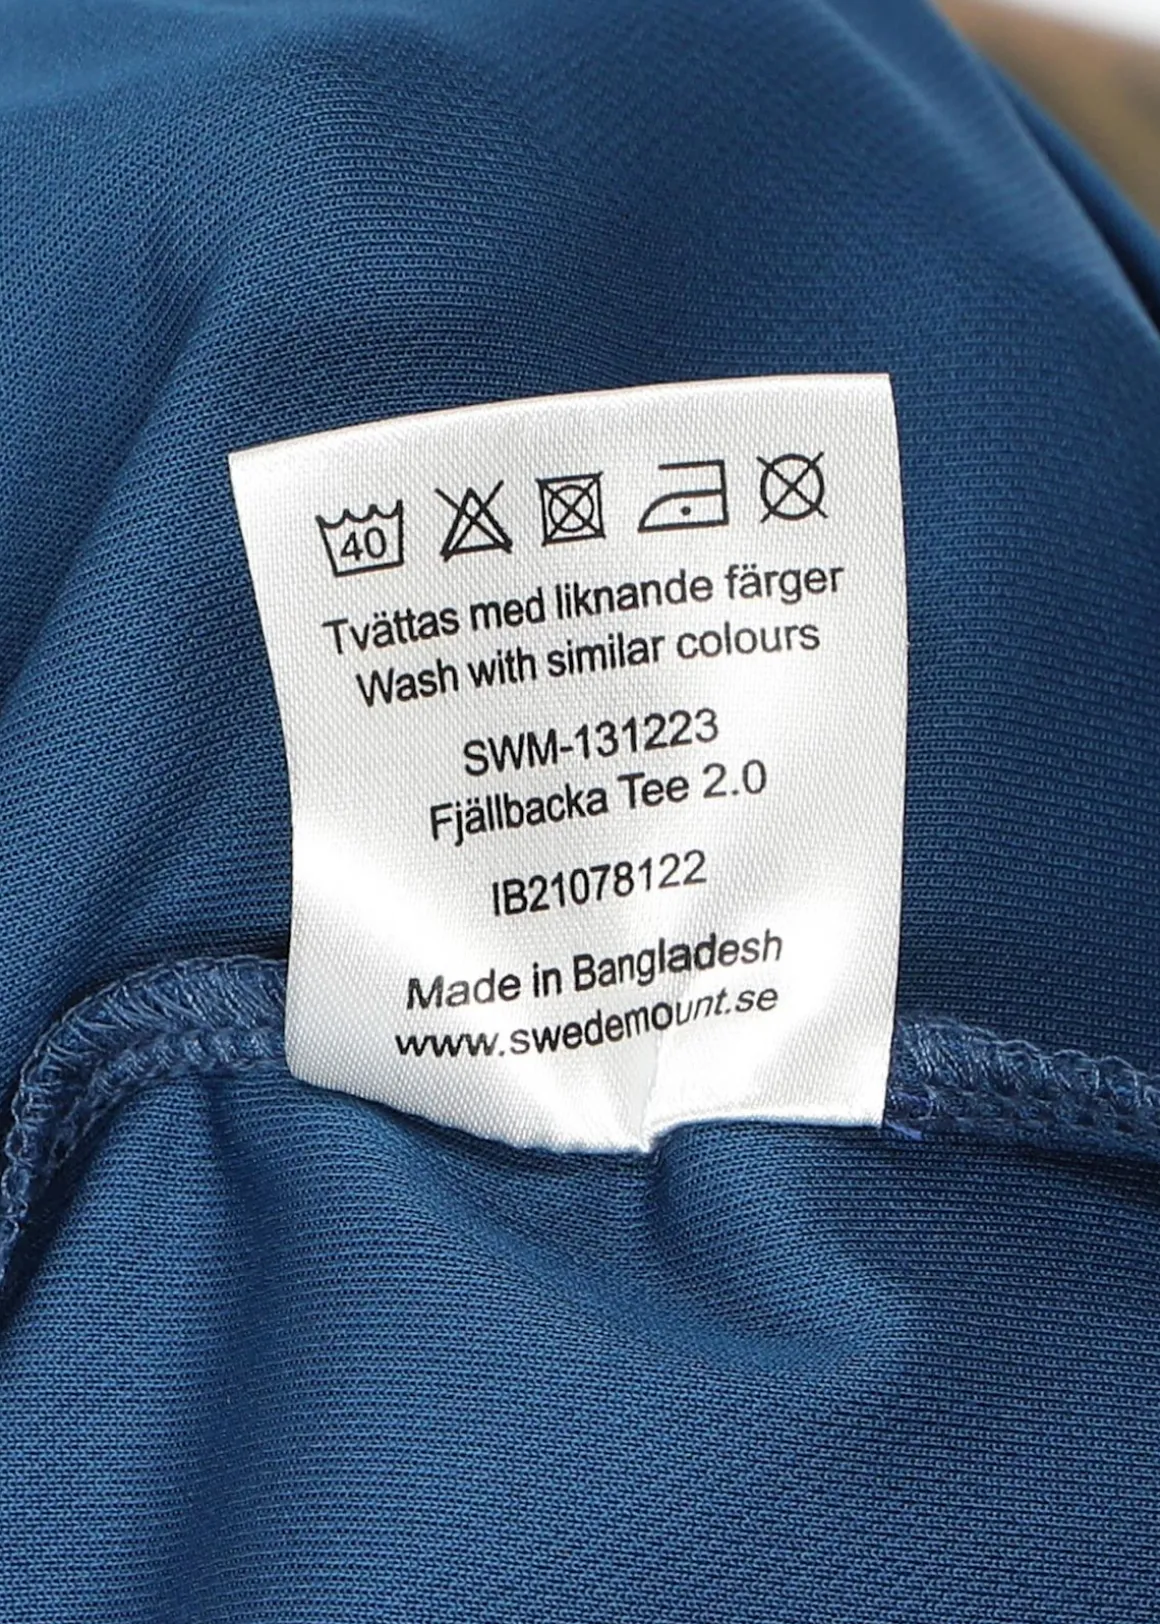 40
Tvättas med liknande färger
Wash with similar colours
SWM-131223
Fjällbacka Tee 2.0
IB21078122
Made in Bangladesh
www.swedemount.se